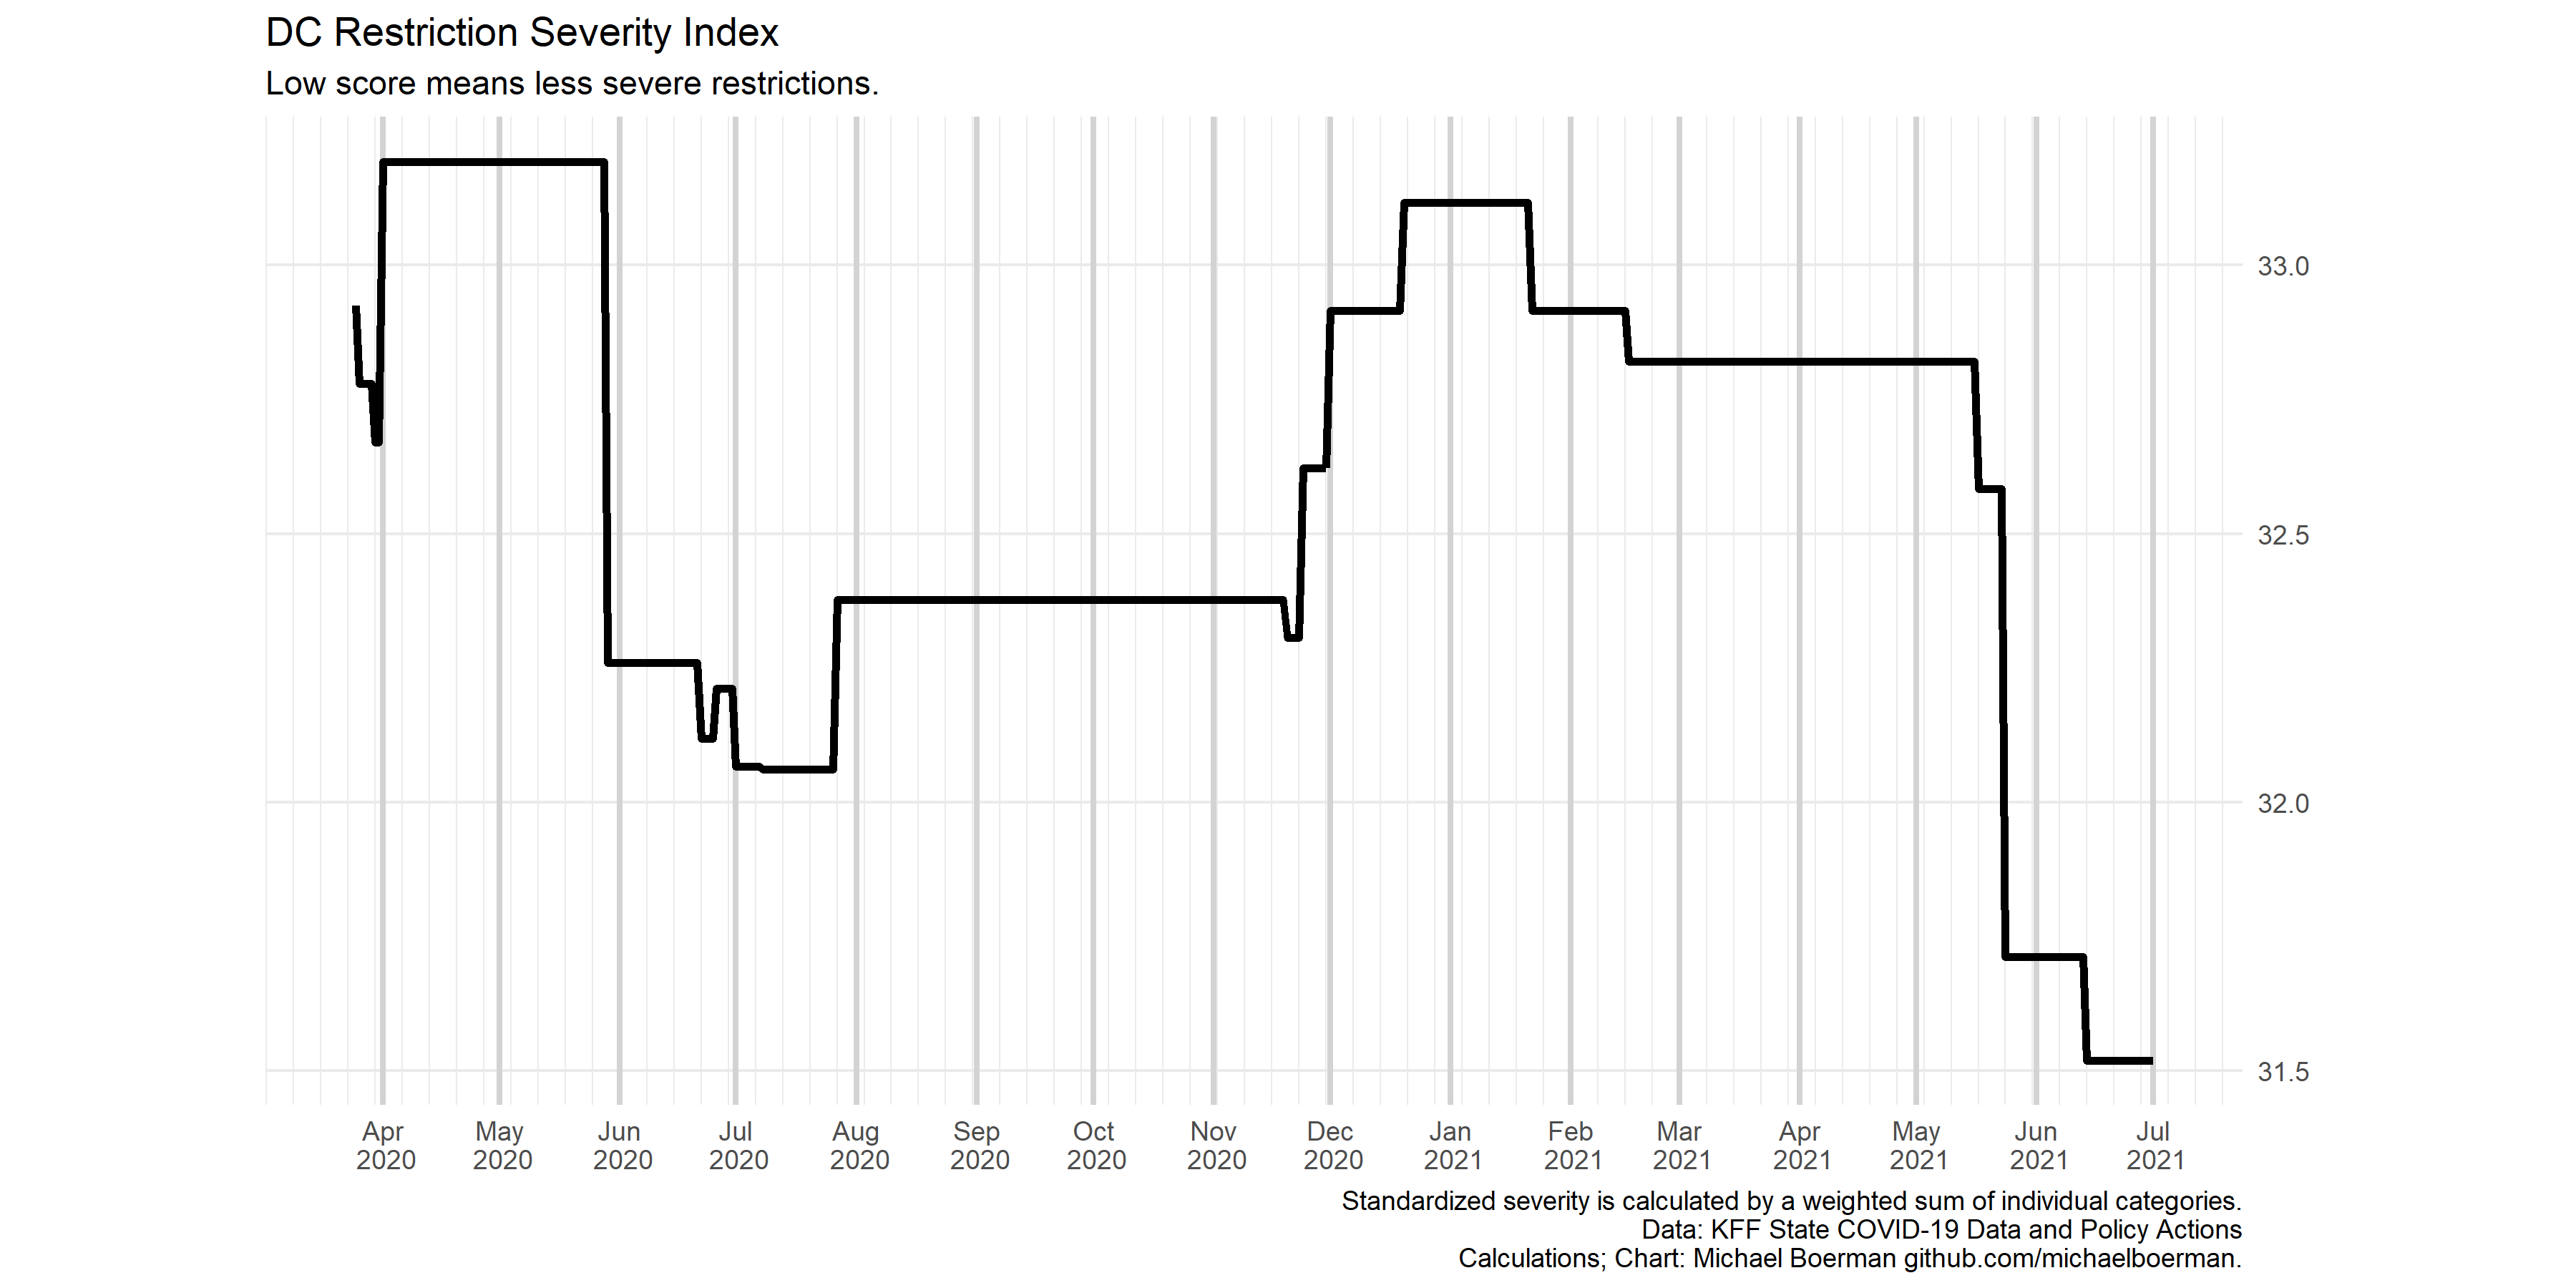 DC Restriction Severity Index
Low score means less severe restrictions.
33.0
32.5
32.0
31.5
Apr May Jun Jul Aug Sep Oct Nov Dec Jan Feb Mar Apr May Jun Jul
2020 2020 2020 2020 2020 2020 2020 2020 2020 2021 2021 2021 2021 2021 2021 2021
Standardized severity is calculated by a weighted sum of individual categories.
Data: KFF State COVID-19 Data and Policy Actions
Calculations; Chart: Michael Boerman github.com/michaelboerman.